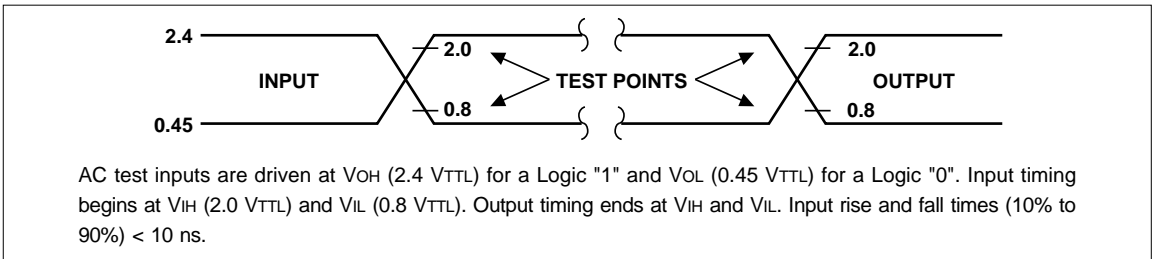 2.4
2.0
2.0
INPUT
TEST POINTS
OUTPUT
0.8
0.8
0.45
AC test inputs are driven at VOH (2.4 VTTL) for a Logic "1" and VOL (0.45 VTTL) for a Logic "0". Input timing
begins at VIH (2.0 VTTL) and VIL (0.8 VTTL). Output timing ends at VIH and VIL. Input rise and fall times (10% to
90%) < 10 ns.